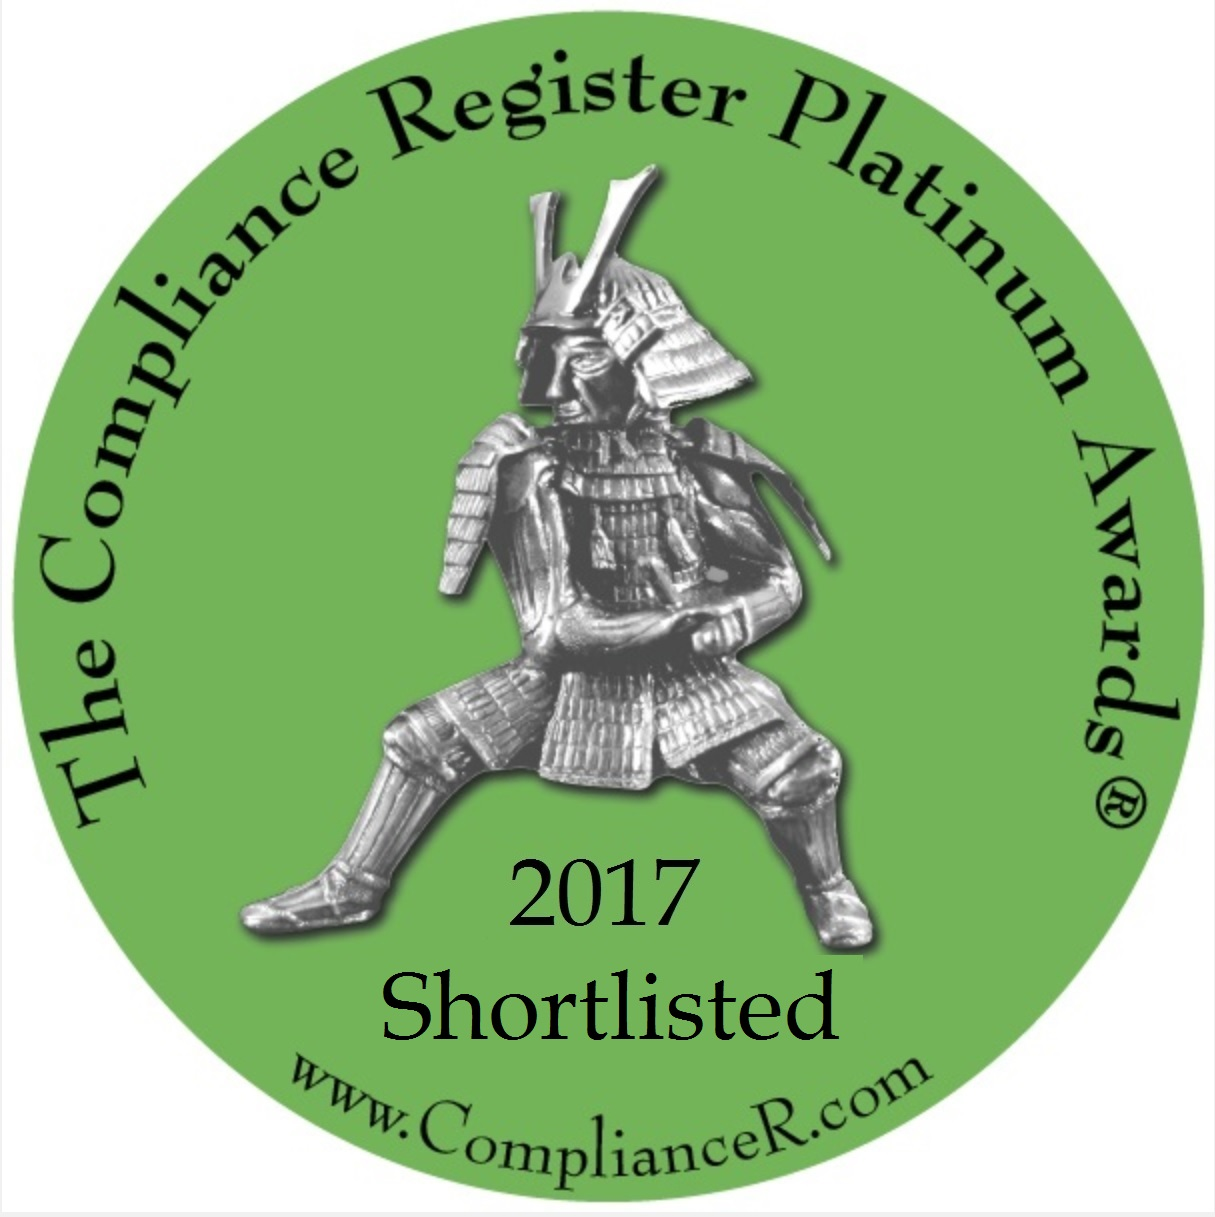 The Compliance Register Platinum Awards®
2017
Shortlisted
www.ComplianceR.com